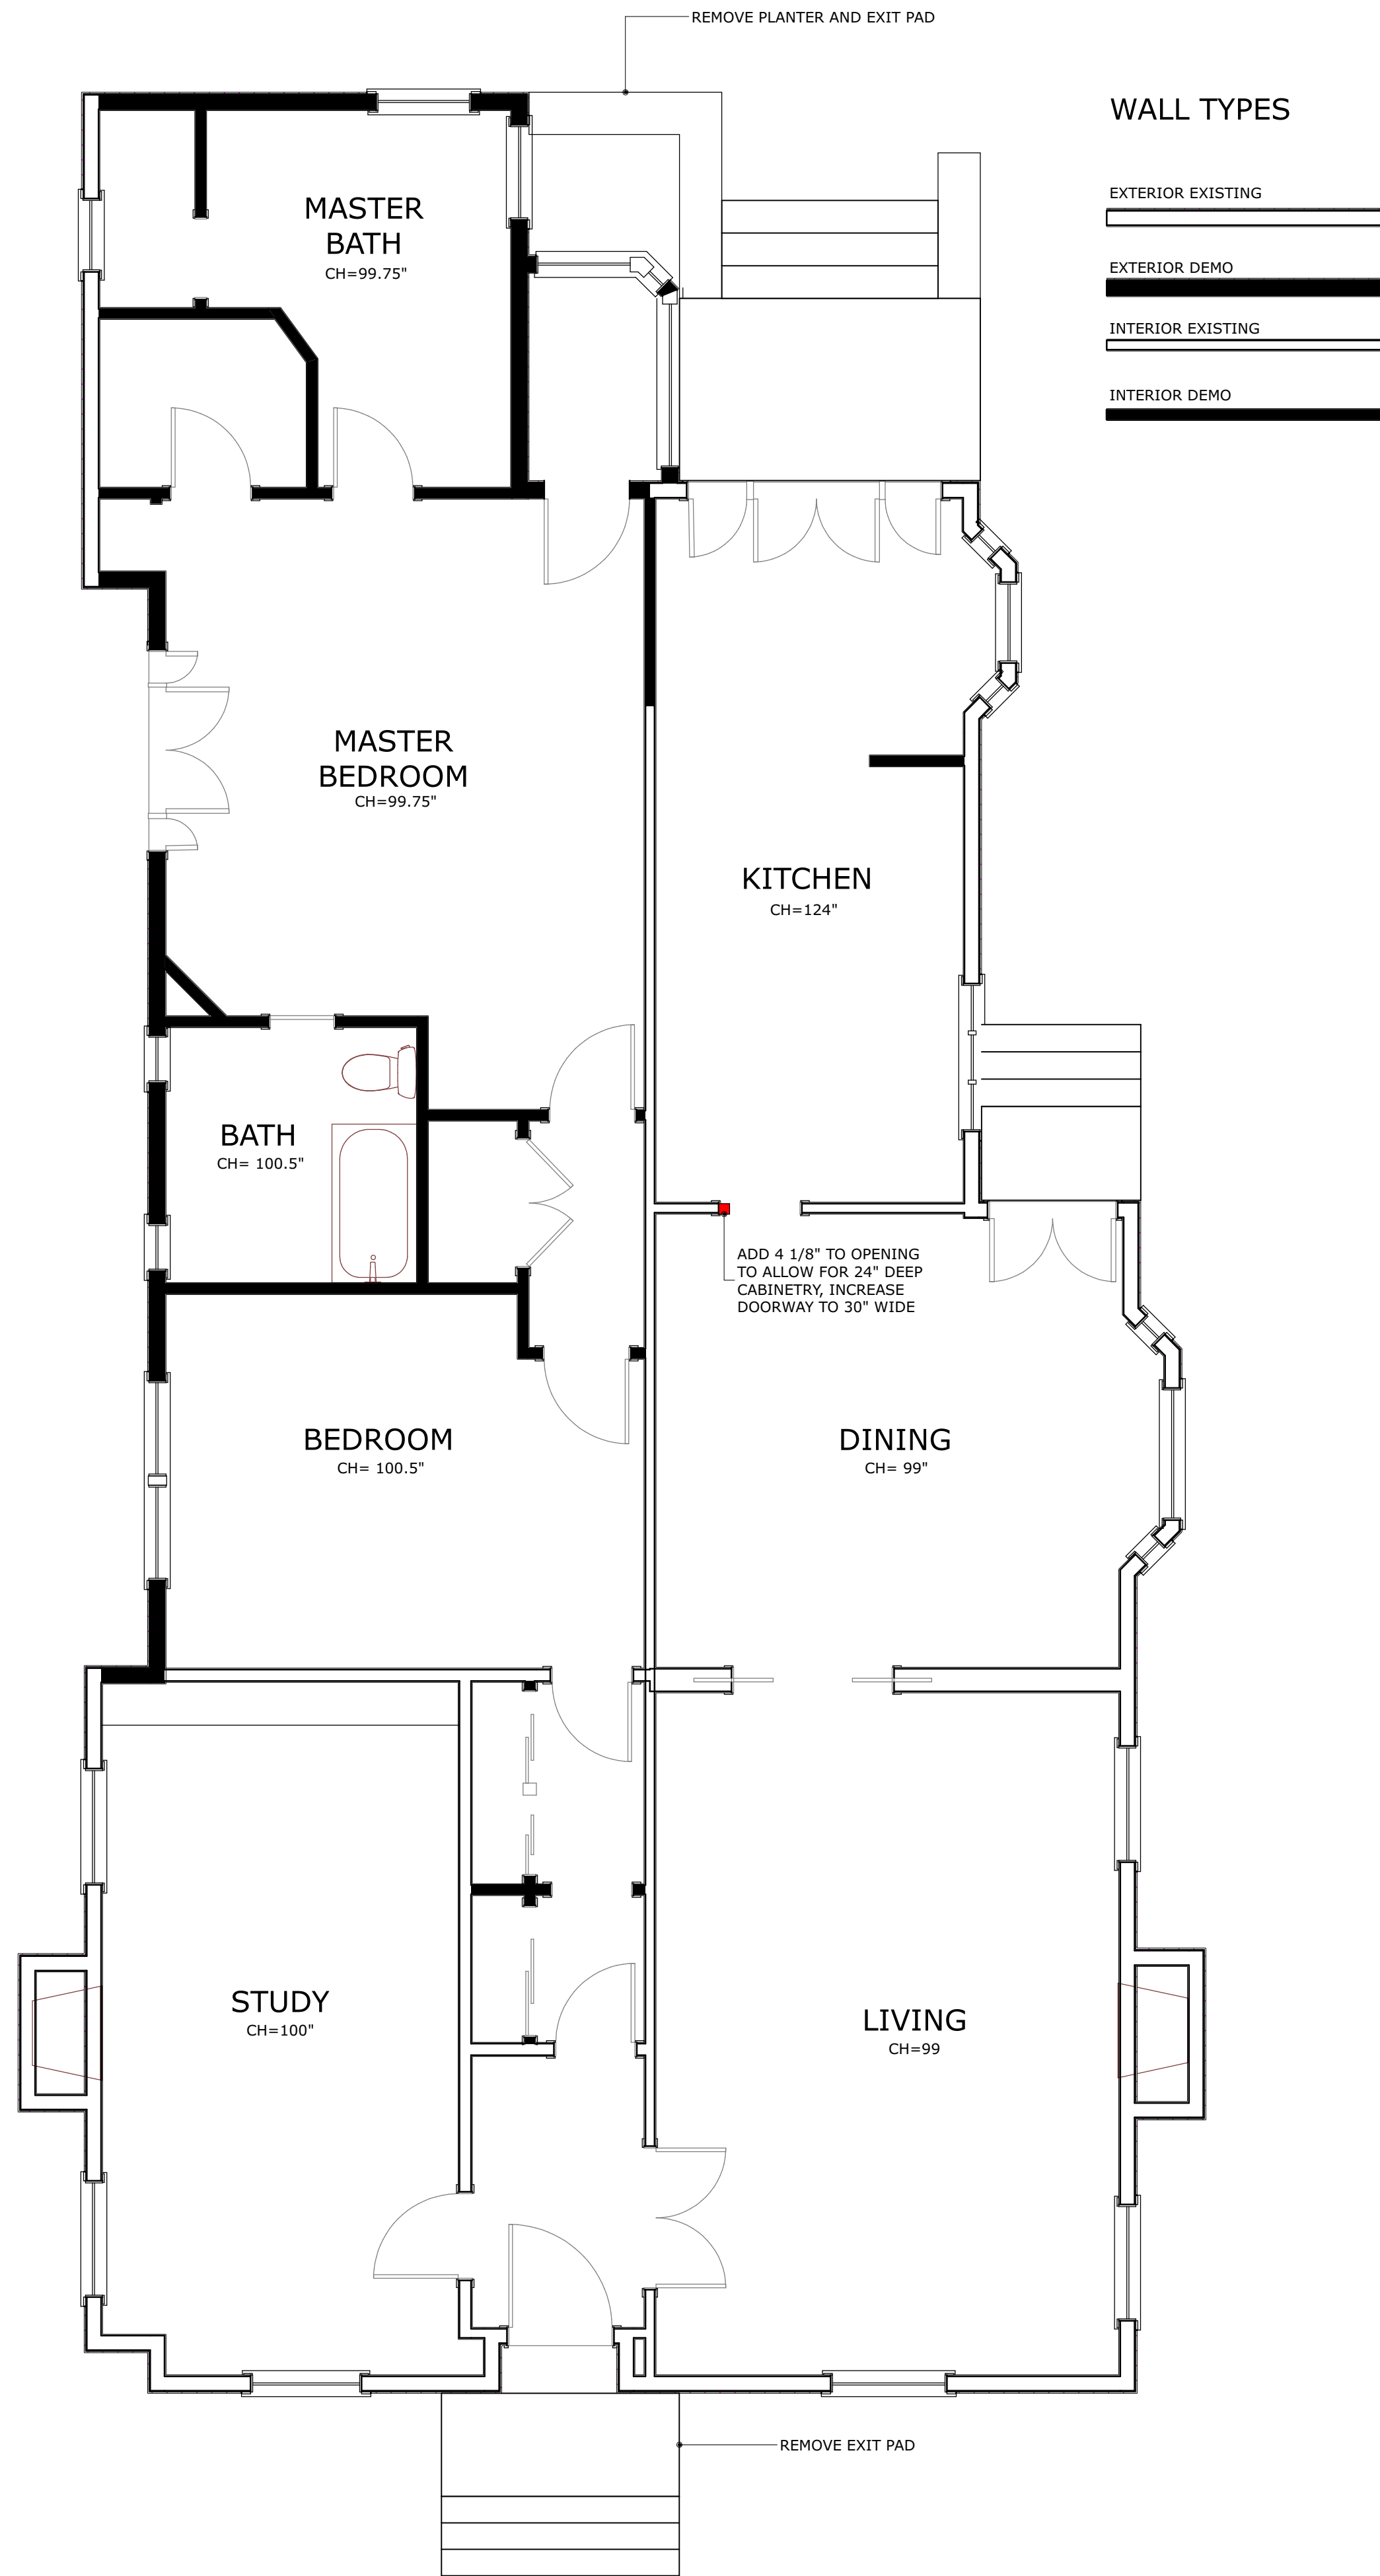 REMOVE PLANTER AND EXIT PAD
WALL TYPES
EXTERIOR EXISTING
EXTERIOR DEMO
INTERIOR EXISTING
INTERIOR DEMO
MASTER
BATH
CH=99.75"
MASTER
BEDROOM
CH=99.75"
KITCHEN
CH=124"
BATH
CH= 100.5"
ADD 4 1/8" TO OPENING
TO ALLOW FOR 24" DEEP
CABINETRY, INCREASE
DOORWAY TO 30" WIDE
BEDROOM
CH= 100.5"
DINING
CH= 99"
STUDY
CH=100"
LIVING
CH=99
REMOVE EXIT PAD